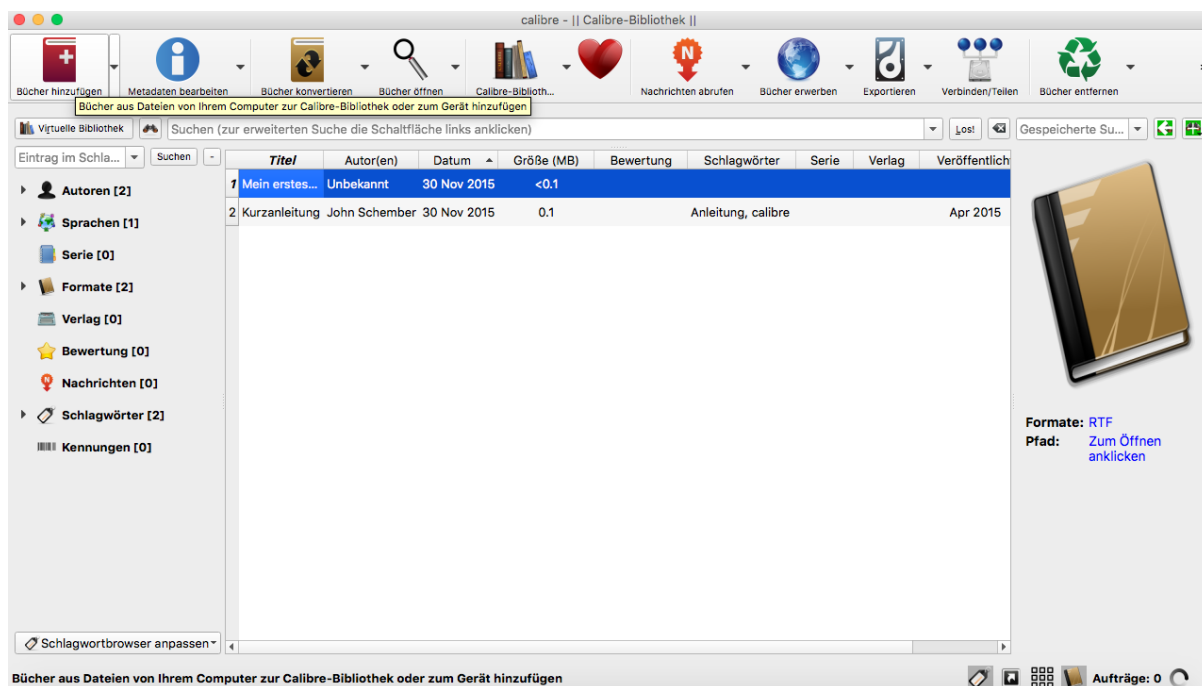 calibre - || Calibre-Bibliothek ||
Bücher hinzufügen Metadaten bearbeiten Bücher konvertieren Bücher öffnen Calibre-Biblioth... Nachrichten abrufen Bücher erwerben Exportieren Verbinden/Teilen Bücher entfernen
Bücher aus Dateien von Ihrem Computer zur Calibre-Bibliothek oder zum Gerät hinzufügen
Virtuelle Bibliothek Suchen (zur erweiterten Suche die Schaltfläche links anklicken) Los! Gespeicherte Su...
Eintrag im Schla... Suchen - Titel Autor(en) Datum Größe (MB) Bewertung Schlagwörter Serie Verlag Veröffentlich
1 Mein erstes... Unbekannt 30 Nov 2015 <0.1
2 Kurzanleitung John Schember 30 Nov 2015 0.1 Anleitung, calibre Apr 2015
Autoren [2]
Sprachen [1]
Serie [0]
Formate [2]
Verlag [0]
Bewertung [0]
Nachrichten [0]
Schlagwörter [2]
Kennungen [0]
Formate: RTF
Pfad: Zum Öffnen
anklicken
Schlagwortbrowser anpassen
Bücher aus Dateien von Ihrem Computer zur Calibre-Bibliothek oder zum Gerät hinzufügen Aufträge: 0